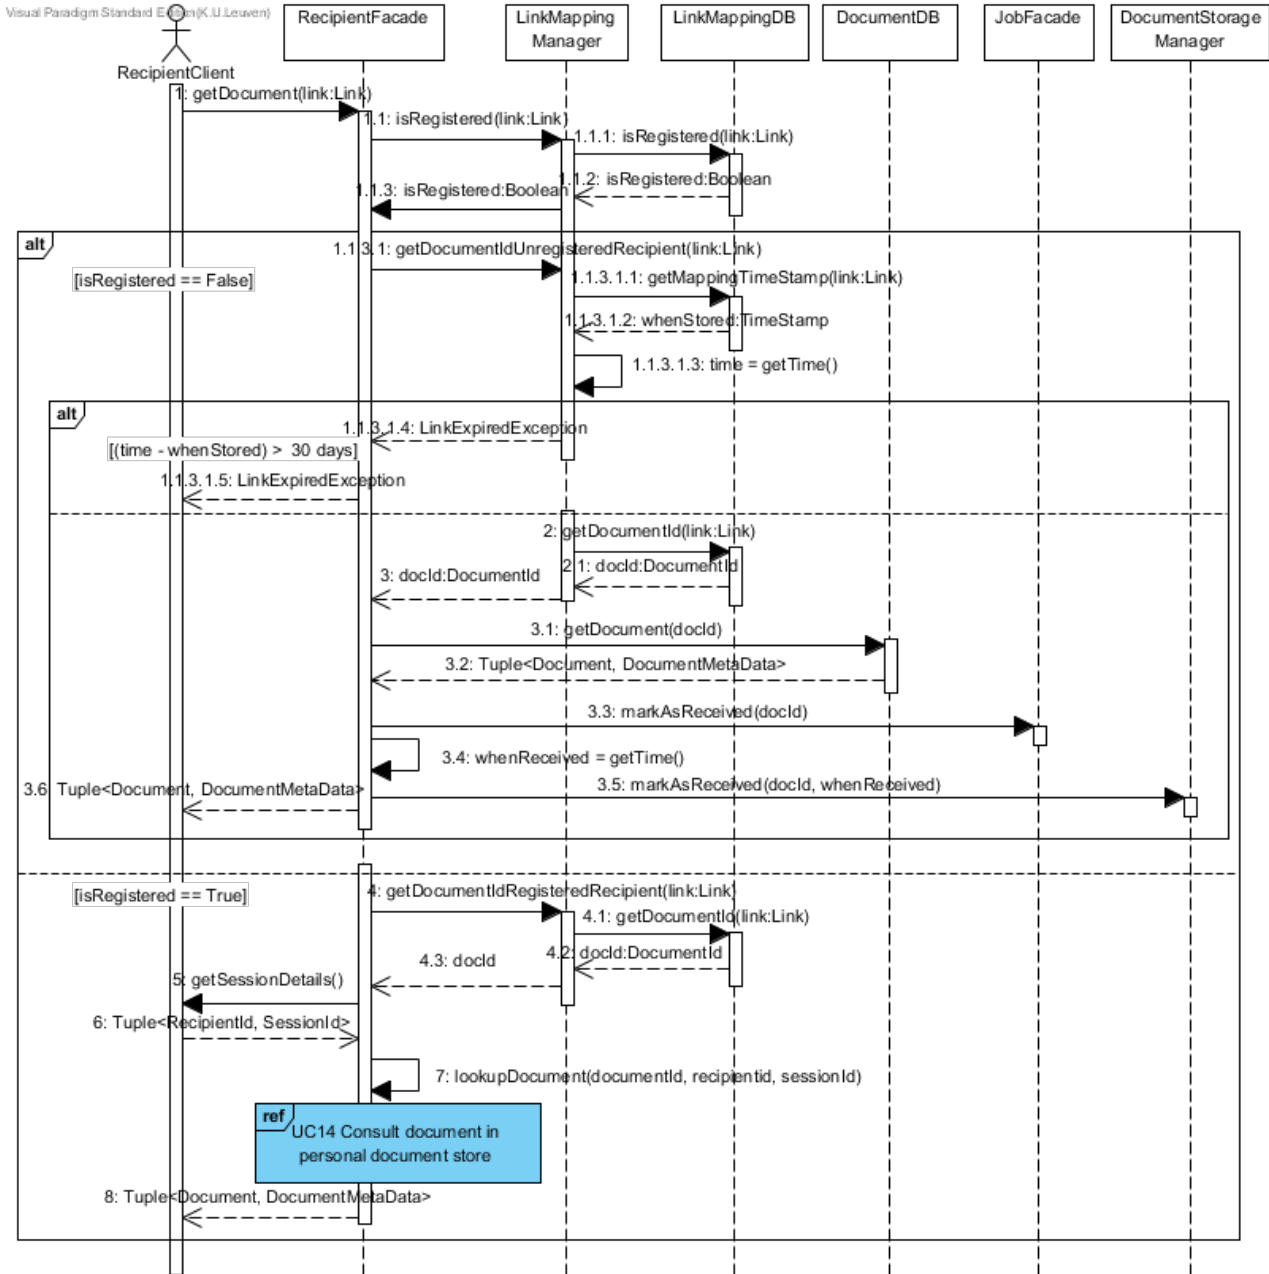 Visual Paradigm Standard Edition(K.U.Leuven)
RecipientFacade
LinkMapping
Manager
LinkMappingDB
DocumentDB
JobFacade
DocumentStorage
Manager
RecipientClient
1: getDocument(link:Link)
1.1: isRegistered(link:Link)
1.1.1: isRegistered(link:Link)
1.1.2: isRegistered:Boolean
1.1.3: isRegistered:Boolean
alt
1.1.3.1: getDocumentIdUnregisteredRecipient(link:Link)
[isRegistered == False]
1.1.3.1.1: getMappingTimeStamp(link:Link)
1.1.3.1.2: whenStored:TimeStamp
1.1.3.1.3: time = getTime()
alt
1.1.3.1.4: LinkExpiredException
[(time - whenStored) > 30 days]
1.1.3.1.5: LinkExpiredException
2: getDocumentId(link:Link)
2.1: docId:DocumentId
3: docId:DocumentId
3.1: getDocument(docId)
3.2: Tuple<Document, DocumentMetaData>
3.3: markAsReceived(docId)
3.4: whenReceived = getTime()
3.5: markAsReceived(docId, whenReceived)
3.6 Tuple<Document, DocumentMetaData>
[isRegistered == True]
4: getDocumentIdRegisteredRecipient(link:Link)
4.1: getDocumentId(link:Link)
4.2: docId:DocumentId
4.3: docId
5: getSessionDetails()
6: Tuple<RecipientId, SessionId>
7: lookupDocument(documentId, recipientid, sessionId)
ref
UC14 Consult document in
personal document store
8: Tuple<Document, DocumentMetaData>